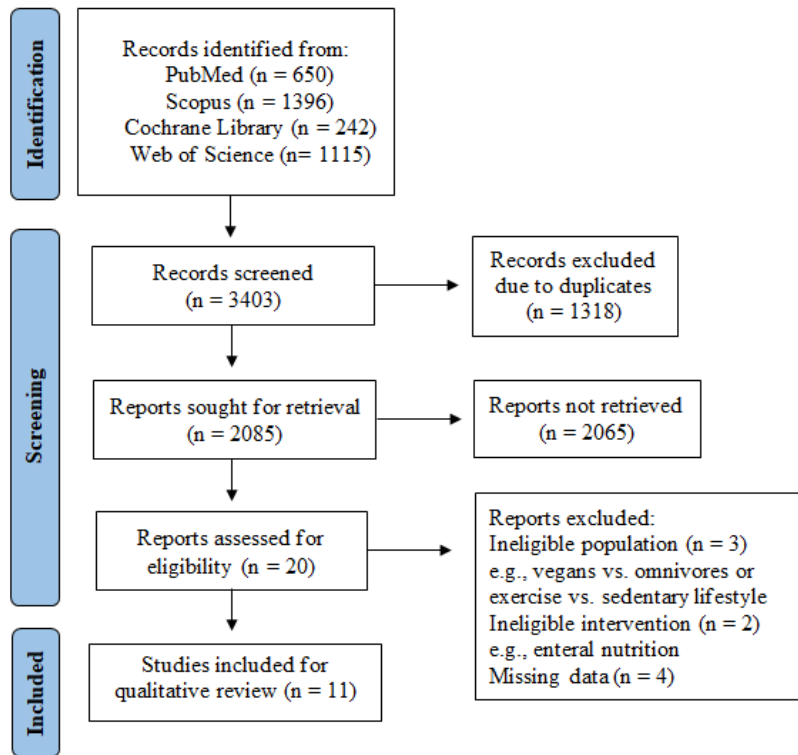 Identification
Records identified from:
PubMed (n = 650)
Scopus (n = 1396)
Cochrane Library (n = 242)
Web of Science (n= 1115)
Screening
Records screened
(n = 3403)
Records excluded
due to duplicates
(n = 1318)
Reports sought for retrieval
(n = 2085)
Reports not retrieved
(n = 2065)
Reports assessed for
eligibility (n = 20)
Reports excluded:
Ineligible population (n = 3)
e.g., vegans vs. omnivores or
exercise vs. sedentary lifestyle
Ineligible intervention (n = 2)
e.g., enteral nutrition
Missing data (n = 4)
Included
Studies included for
qualitative review (n = 11)